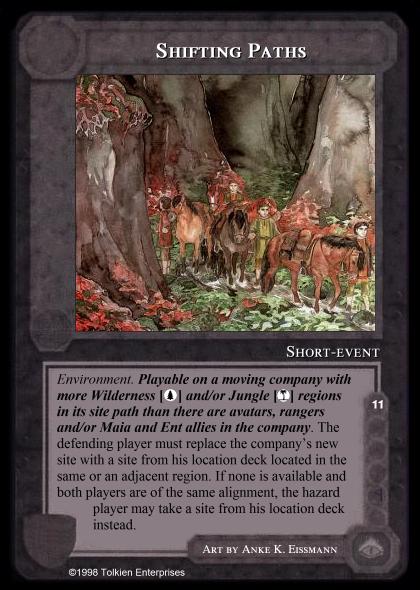 Shifting Paths
Short-event
Environment. Playable on a moving company with
more Wilderness [] and/or Jungle [] regions
in its site path than there are avatars, rangers
and/or Maia and Ent allies in the company. The
defending player must replace the company's new
site with a site from his location deck located in the
same or an adjacent region. If none is available and
both players are of the same alignment, the hazard
player may take a site from his location deck
instead.
11
Art by Anke K. Eissmann
©1998 Tolkien Enterprises